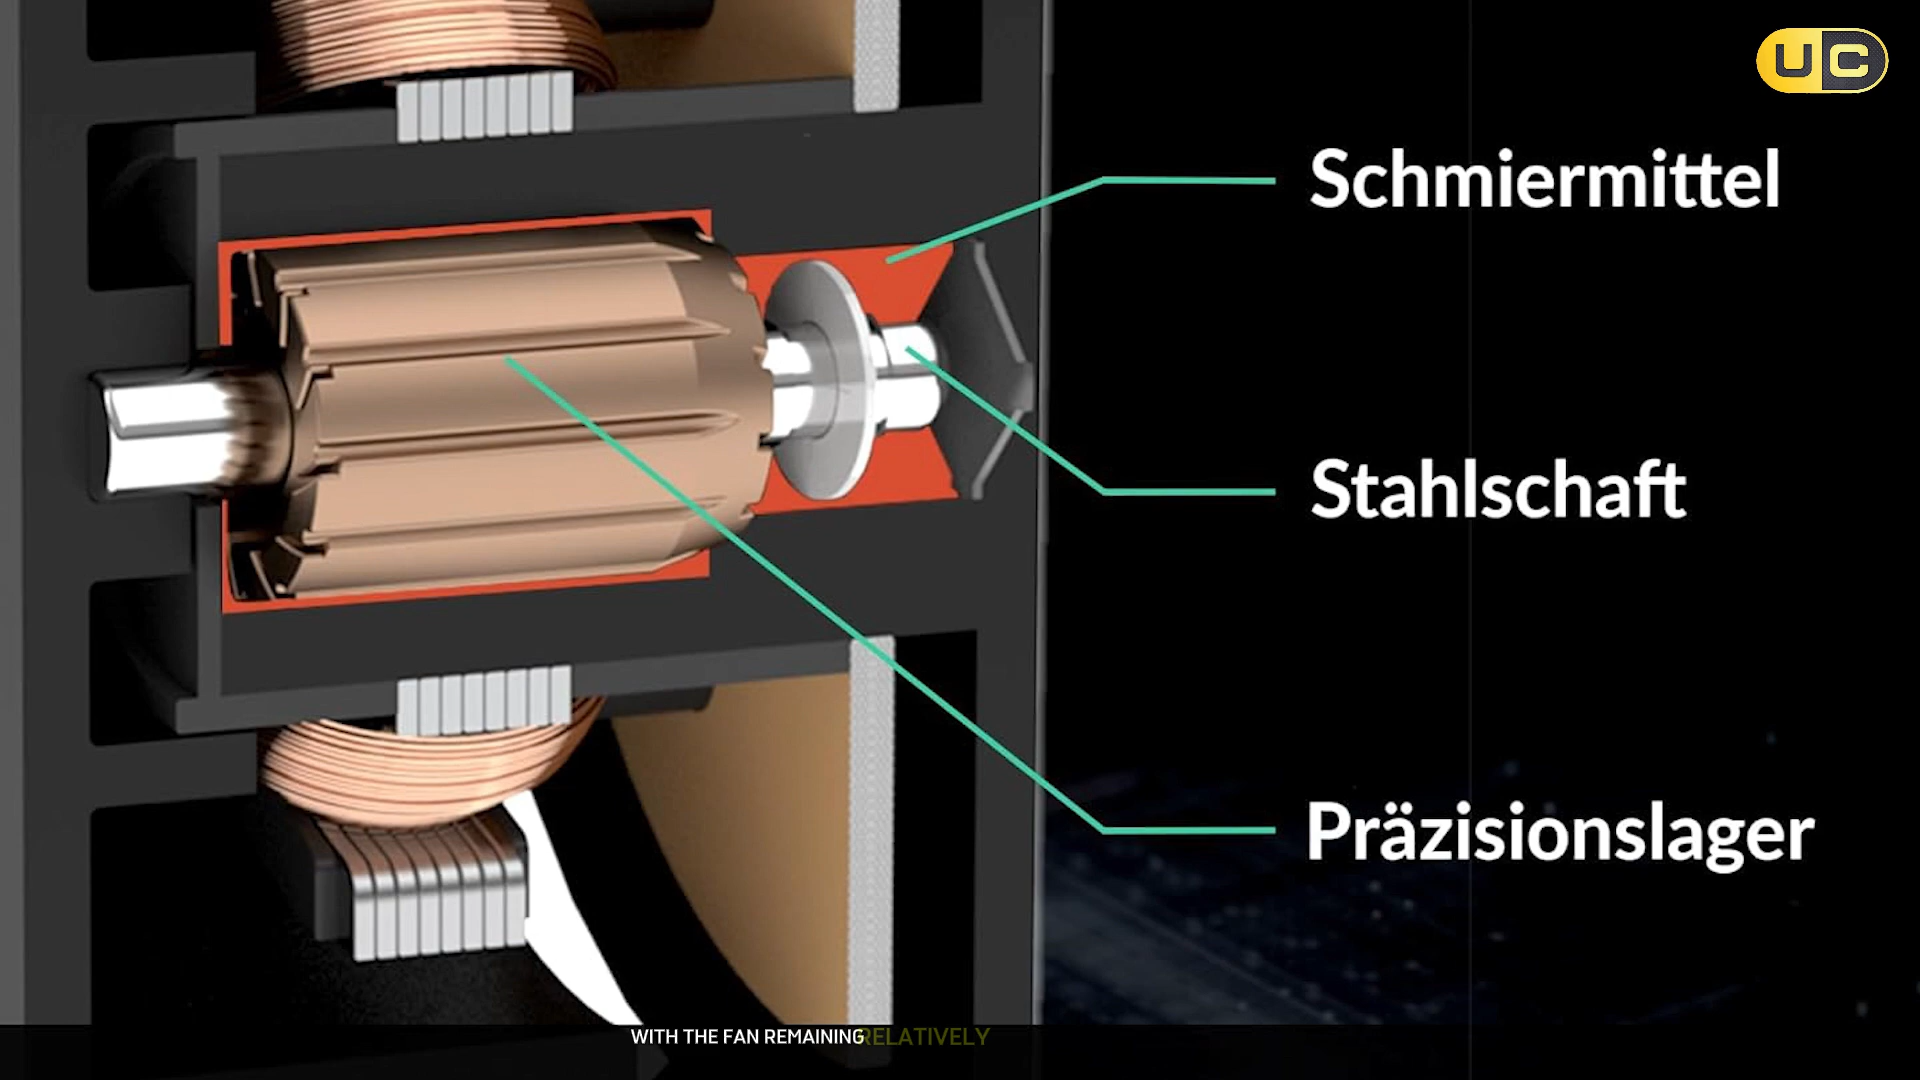 UC
Schmiermittel
Stahlschaft
Präzisionslager
WITH THE FAN REMAINING RELATIVELY